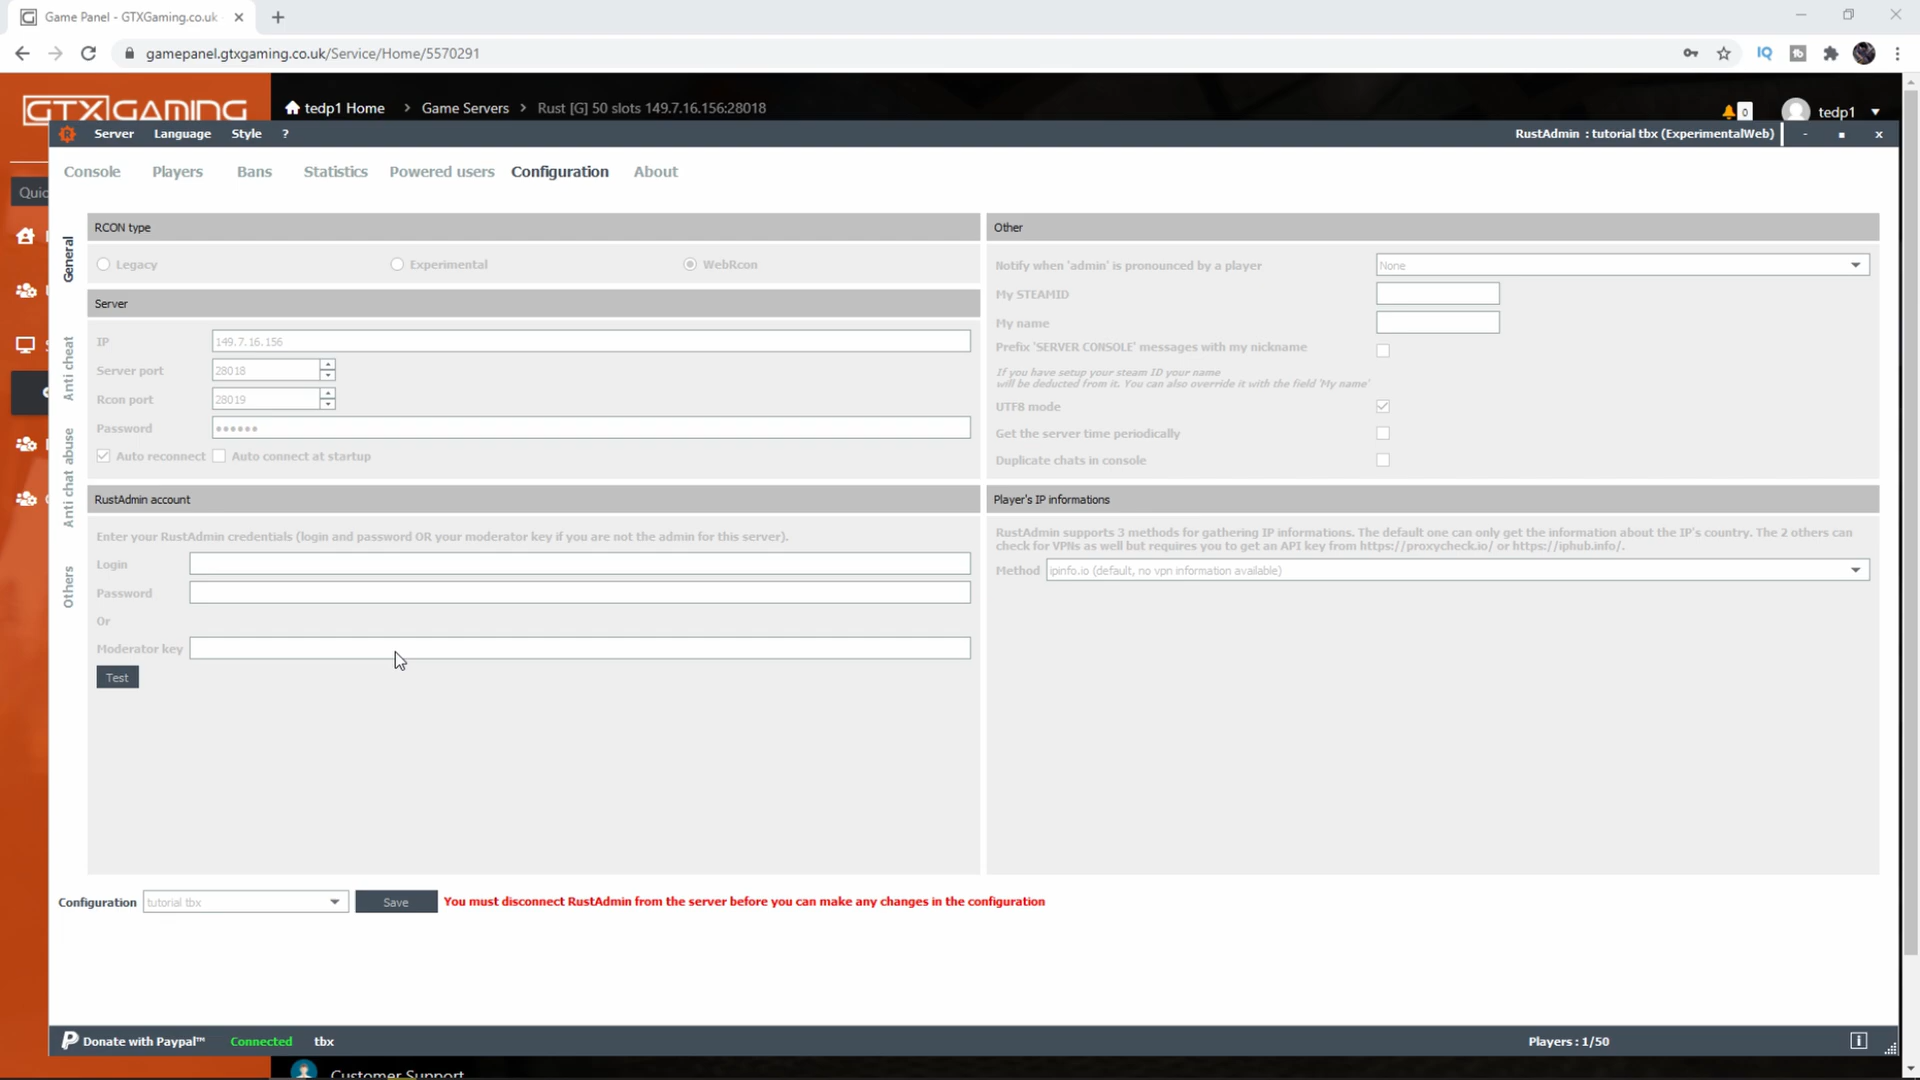 Game Panel - GTXGaming.co.uk
gamepanel.gtxgaming.co.uk/Service/Home/5570291
GTXGAMING
tedp1 Home > Game Servers > Rust [G] 50 slots 149.7.16.156:28018
0
tedp1
Server Language Style ?
RustAdmin : tutorial tbx (ExperimentalWeb)
Console Players Bans Statistics Powered users Configuration About
Quic
General
Anti cheat
Anti chat abuse
Others
RCON type
Legacy Experimental WebRcon
Server
IP 149.7.16.156
Server port 28018
Rcon port 28019
Password ••••••
Auto reconnect Auto connect at startup
RustAdmin account
Enter your RustAdmin credentials (login and password OR your moderator key if you are not the admin for this server).
Login
Password
Or
Moderator key
Test
Other
Notify when 'admin' is pronounced by a player None
My STEAMID
My name
Prefix 'SERVER CONSOLE' messages with my nickname
If you have setup your steam ID your name
will be deducted from it. You can also override it with the field 'My name'
UTF8 mode
Get the server time periodically
Duplicate chats in console
Player's IP informations
RustAdmin supports 3 methods for gathering IP informations. The default one can only get the information about the IP's country. The 2 others can
check for VPNs as well but requires you to get an API key from https://proxycheck.io/ or https://iphub.info/.
Method ipinfo.io (default, no vpn information available)
Configuration tutorial tbx Save You must disconnect RustAdmin from the server before you can make any changes in the configuration
Donate with Paypal™ Connected tbx Players : 1/50
Customer Support